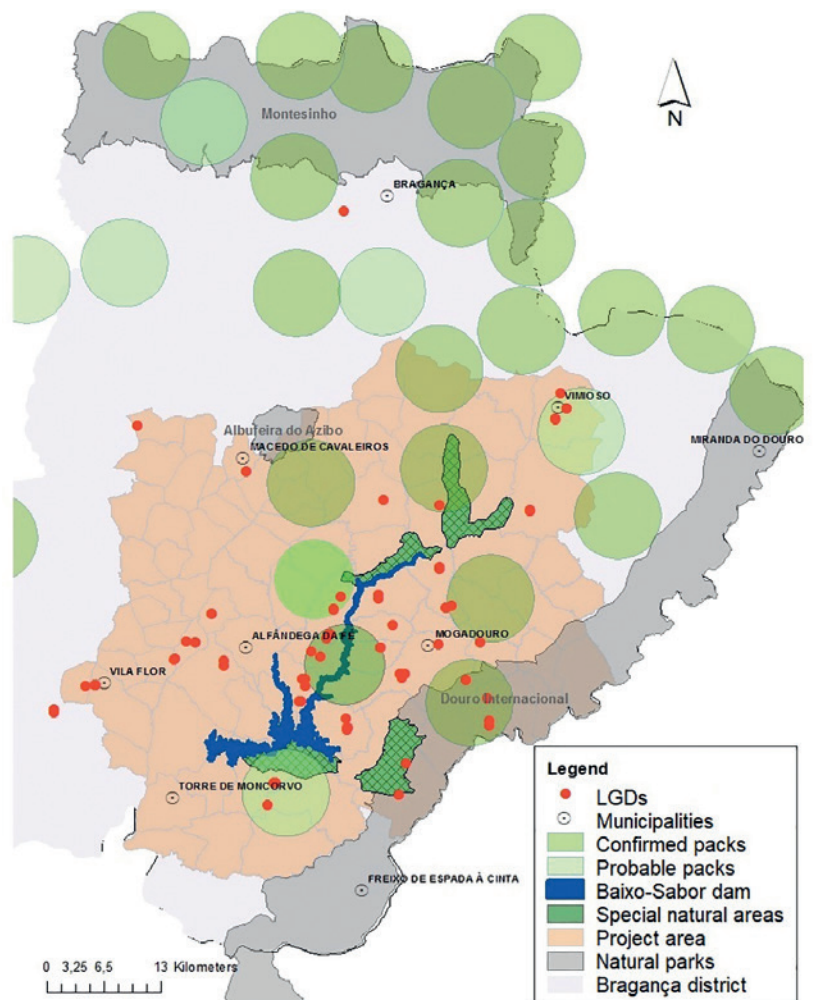 Montesinho
N
BRAGANÇA
VIMIOSO
Albufeira do Azibo
MACEDO DE CAVALEIROS
MIRANDA DO DOURO
ALFÂNDEGA DA FÉ
MOGADOURO
VILA FLOR
Douro Internacional
TORRE DE MONCORVO
FREIXO DE ESPADA À CINTA
Legend
LGDs
Municipalities
Confirmed packs
Probable packs
Baixo-Sabor dam
Special natural areas
Project area
Natural parks
Bragança district
0 3,25 6,5 13 Kilometers